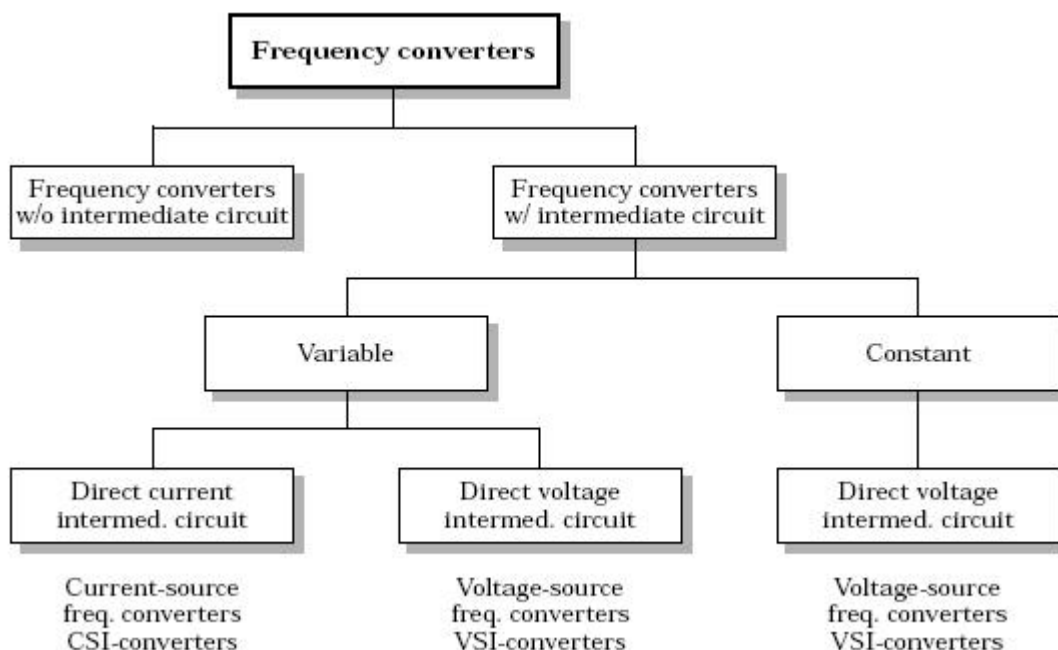 Frequency converters
Frequency converters
w/o intermediate circuit
Frequency converters
w/ intermediate circuit
Variable
Constant
Direct current
intermed. circuit
Direct voltage
intermed. circuit
Direct voltage
intermed. circuit
Current-source
freq. converters
CSI-converters
Voltage-source
freq. converters
VSI-converters
Voltage-source
freq. converters
VSI-converters